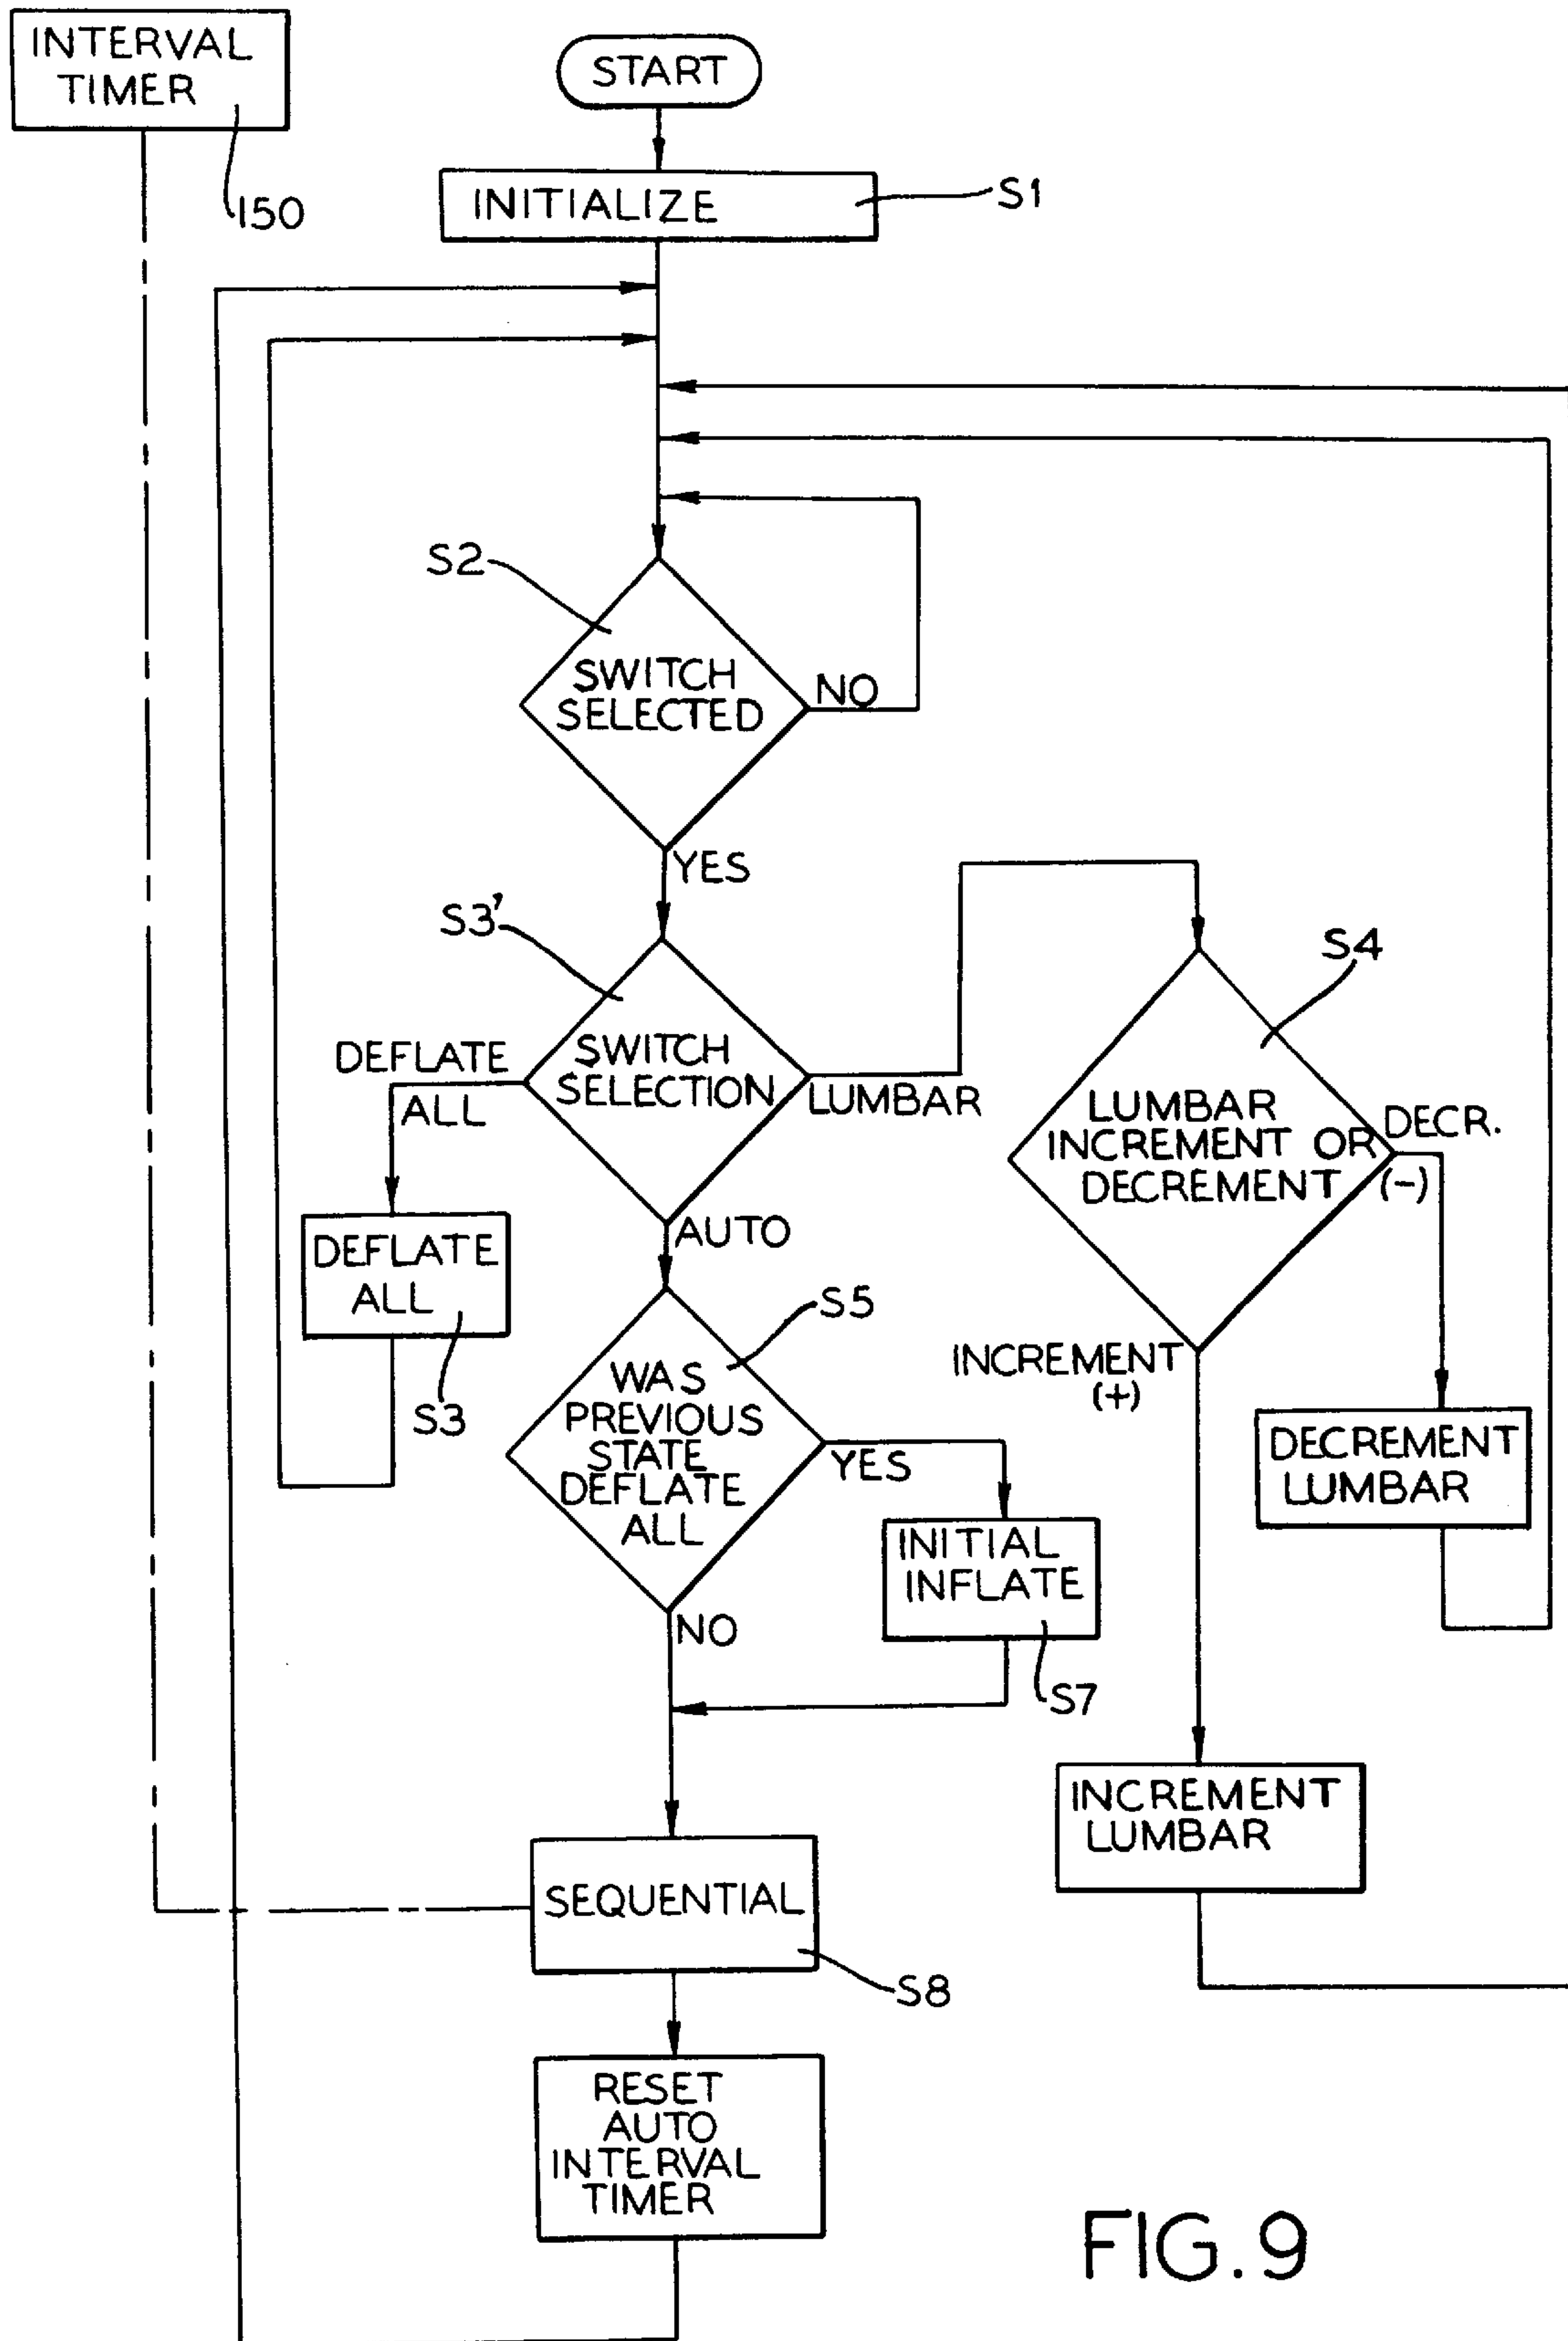 INTERVAL
TIMER
150
START
INITIALIZE
S1
S2
SWITCH
SELECTED
NO
YES
S3'
SWITCH
SELECTION
DEFLATE
ALL
LUMBAR
AUTO
S4
LUMBAR
INCREMENT OR
DECREMENT
DECR.
(-)
INCREMENT
(+)
DEFLATE
ALL
S3
S5
WAS
PREVIOUS
STATE
DEFLATE
ALL
YES
NO
INITIAL
INFLATE
S7
DECREMENT
LUMBAR
INCREMENT
LUMBAR
SEQUENTIAL
S8
RESET
AUTO
INTERVAL
TIMER
FIG. 9